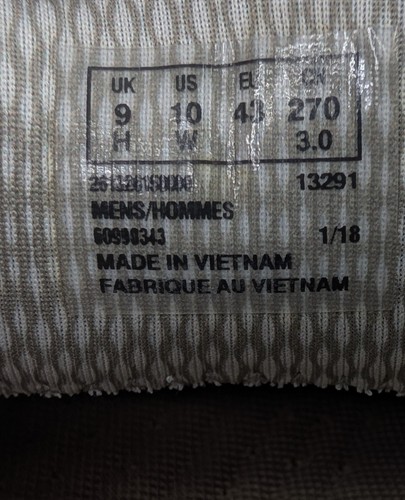 UK US EU CN
9 10 43 270
H W 3.0
13291
MENS/HOMMES
60998343 1/18
MADE IN VIETNAM
FABRIQUE AU VIETNAM